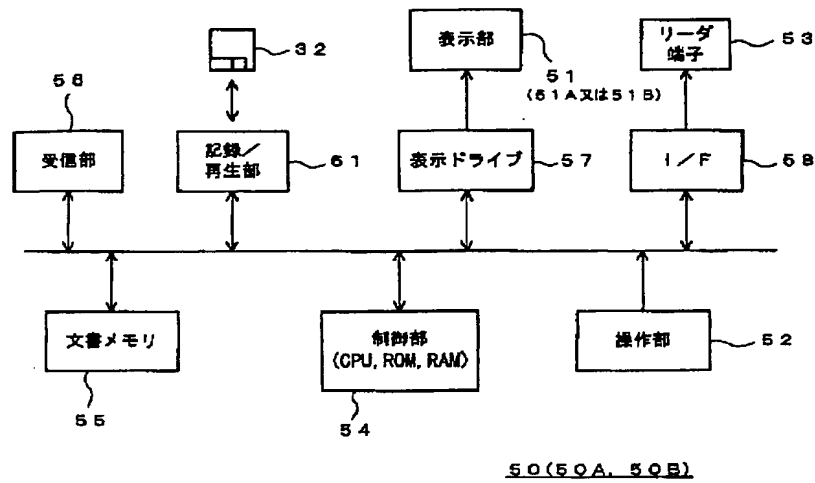 32
表示部
51
(51A又は51B)
リーダ
端子
53
56
受信部
記録/
再生部
61
表示ドライブ
57
I/F
58
文書メモリ
55
制御部
(CPU, ROM, RAM)
54
操作部
52
50(50A, 50B)